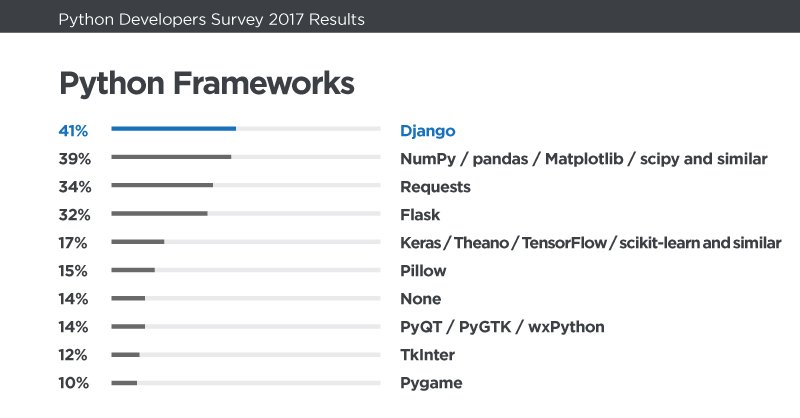 Python Developers Survey 2017 Results
Python Frameworks
41% Django
39% NumPy / pandas / Matplotlib / scipy and similar
34% Requests
32% Flask
17% Keras / Theano / TensorFlow / scikit-learn and similar
15% Pillow
14% None
14% PyQT / PyGTK / wxPython
12% TkInter
10% Pygame